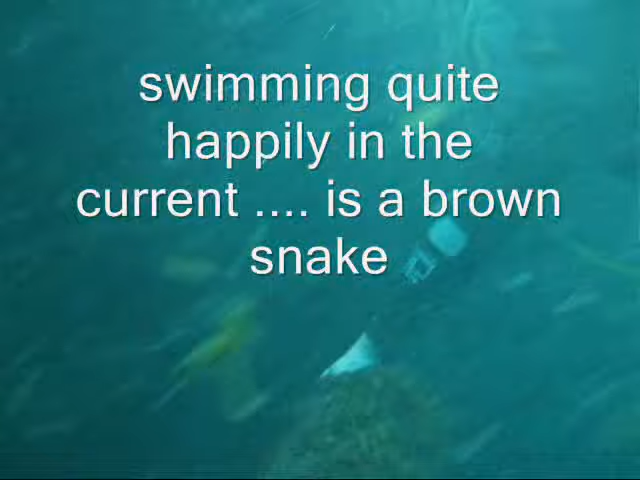 swimming quite
happily in the
current .... is a brown
snake